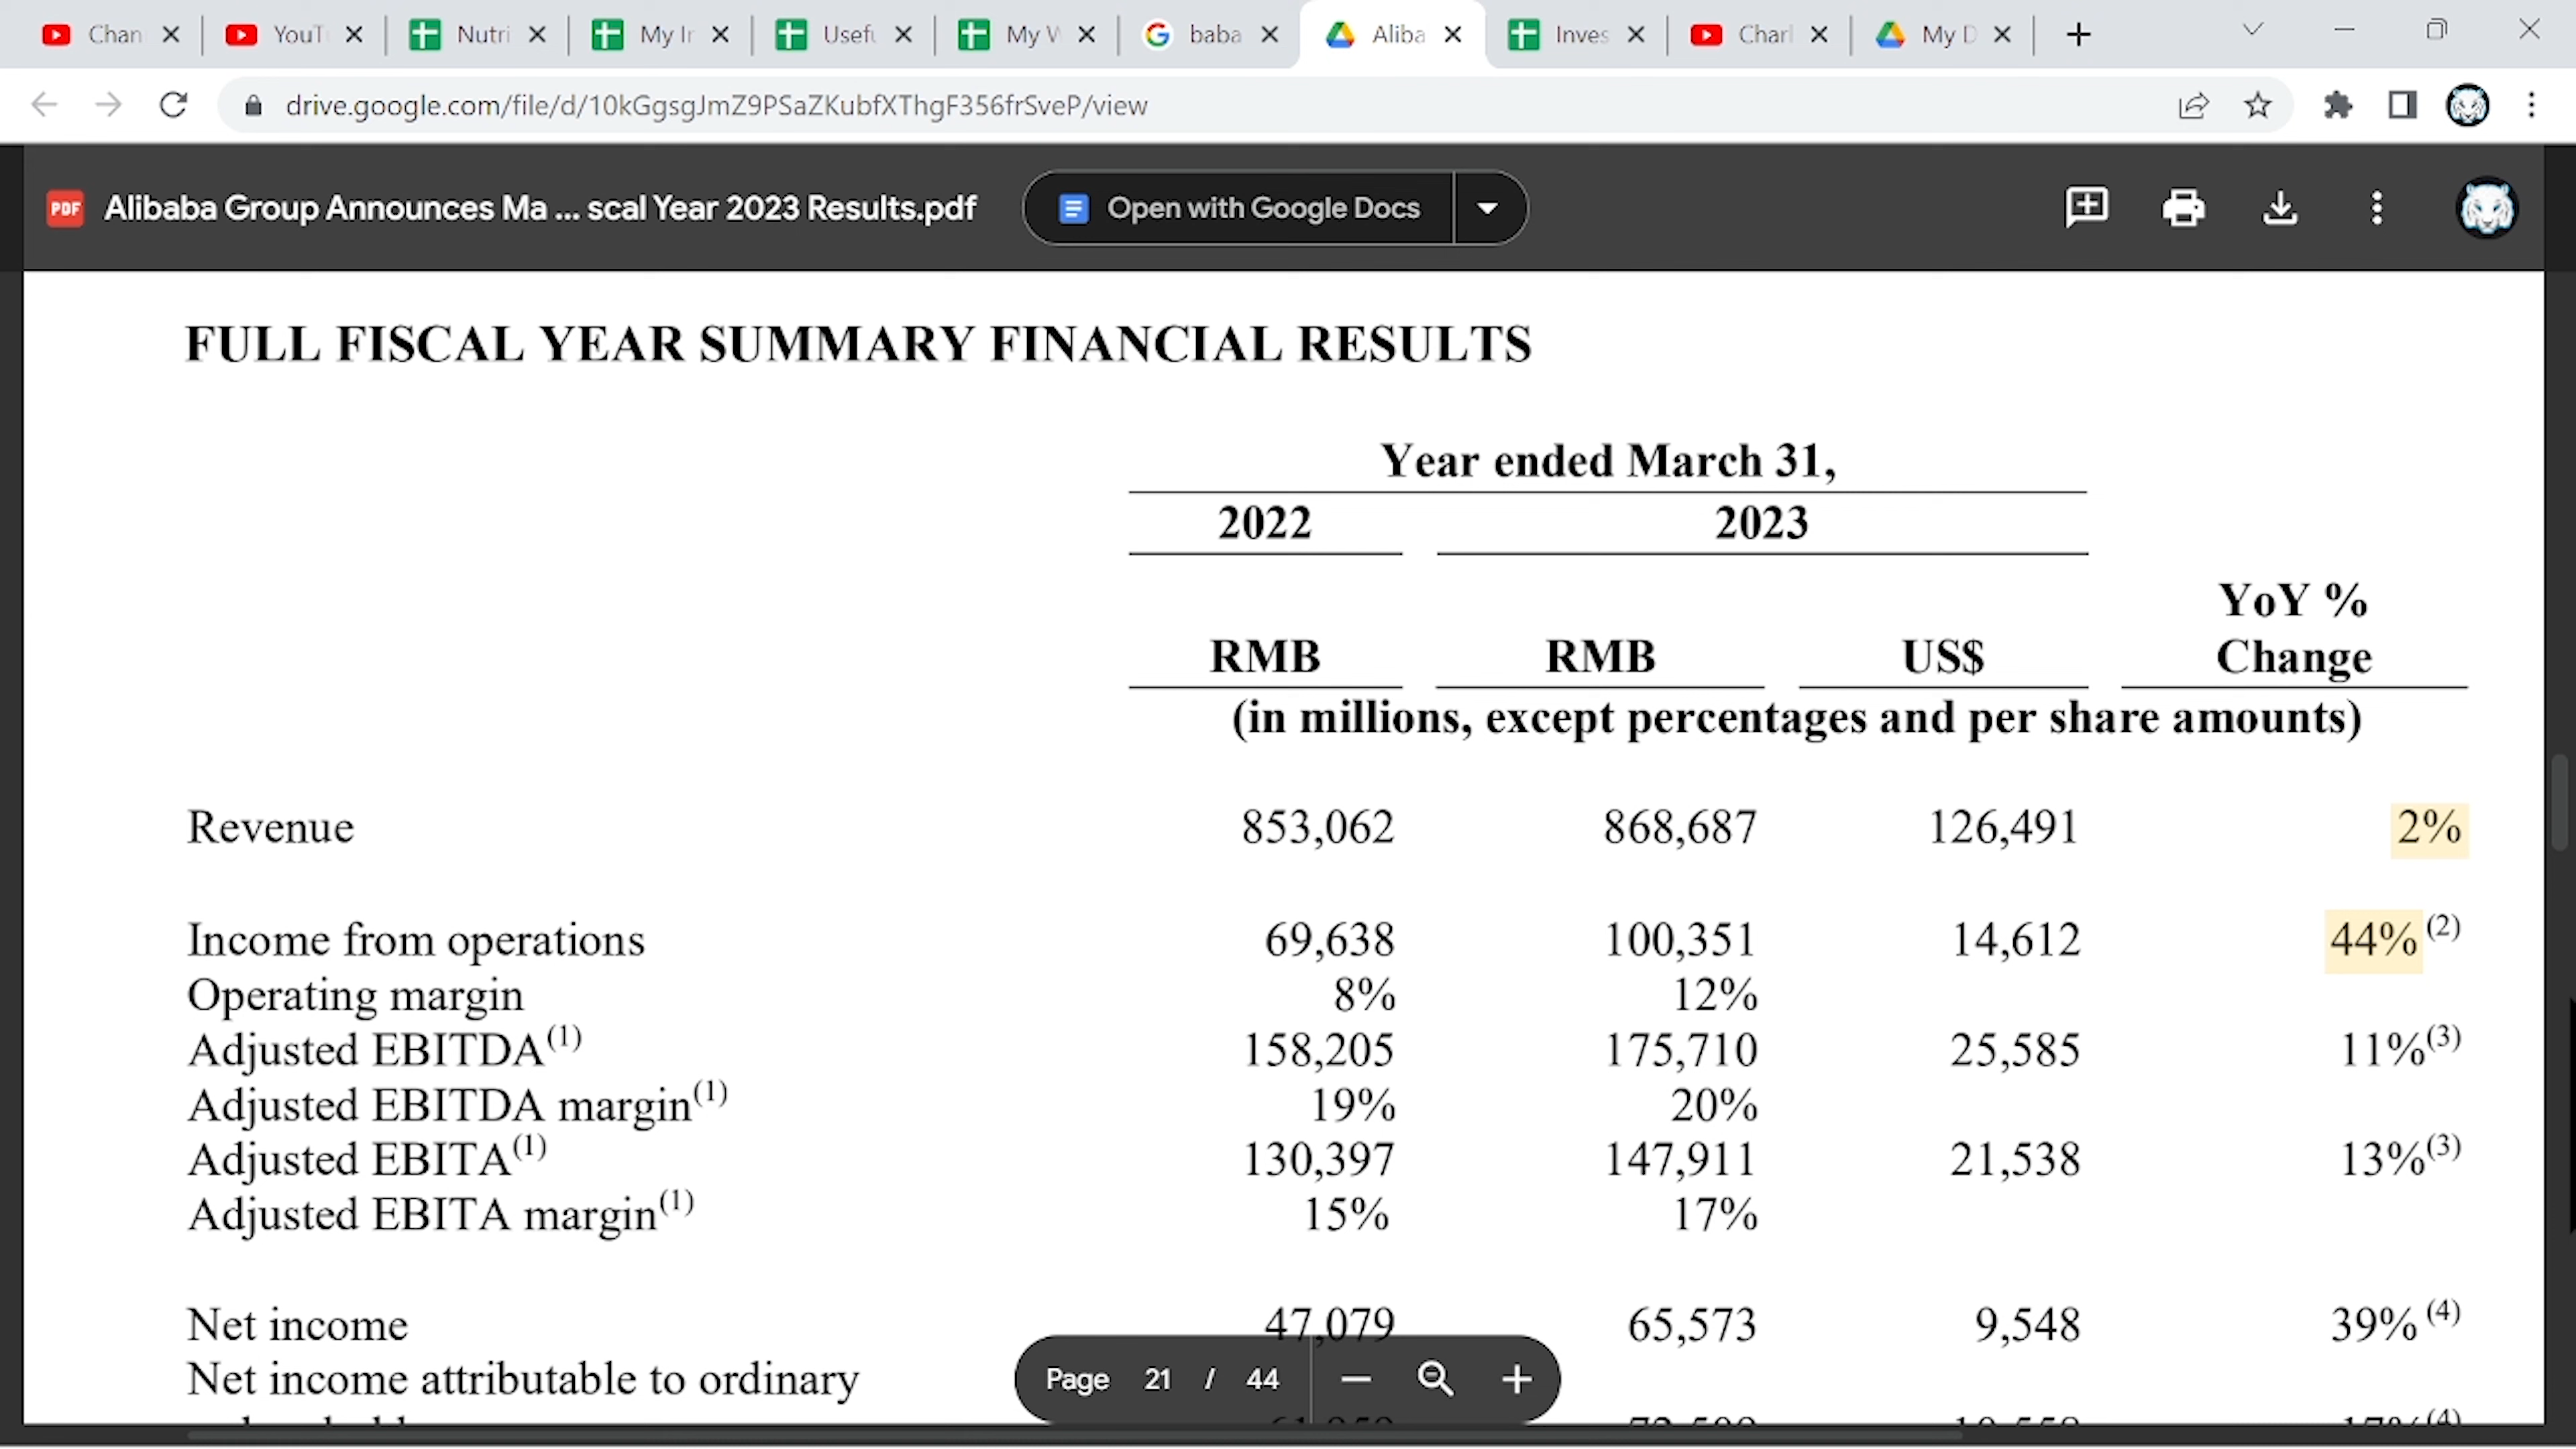 Chan YouT Nutri My Ir Usefu My W baba Aliba Inves Charl My D
drive.google.com/file/d/10kGgsgJmZ9PSaZKubfXThgF356frSveP/view
PDF Alibaba Group Announces Ma ... scal Year 2023 Results.pdf Open with Google Docs
FULL FISCAL YEAR SUMMARY FINANCIAL RESULTS
Year ended March 31,
2022 2023
YoY %
RMB RMB US$ Change
(in millions, except percentages and per share amounts)
Revenue 853,062 868,687 126,491 2%
Income from operations 69,638 100,351 14,612 44% (2)
Operating margin 8% 12%
Adjusted EBITDA(1) 158,205 175,710 25,585 11%(3)
Adjusted EBITDA margin(1) 19% 20%
Adjusted EBITA(1) 130,397 147,911 21,538 13%(3)
Adjusted EBITA margin(1) 15% 17%
Net income 47,079 65,573 9,548 39% (4)
Net income attributable to ordinary
Page 21 / 44